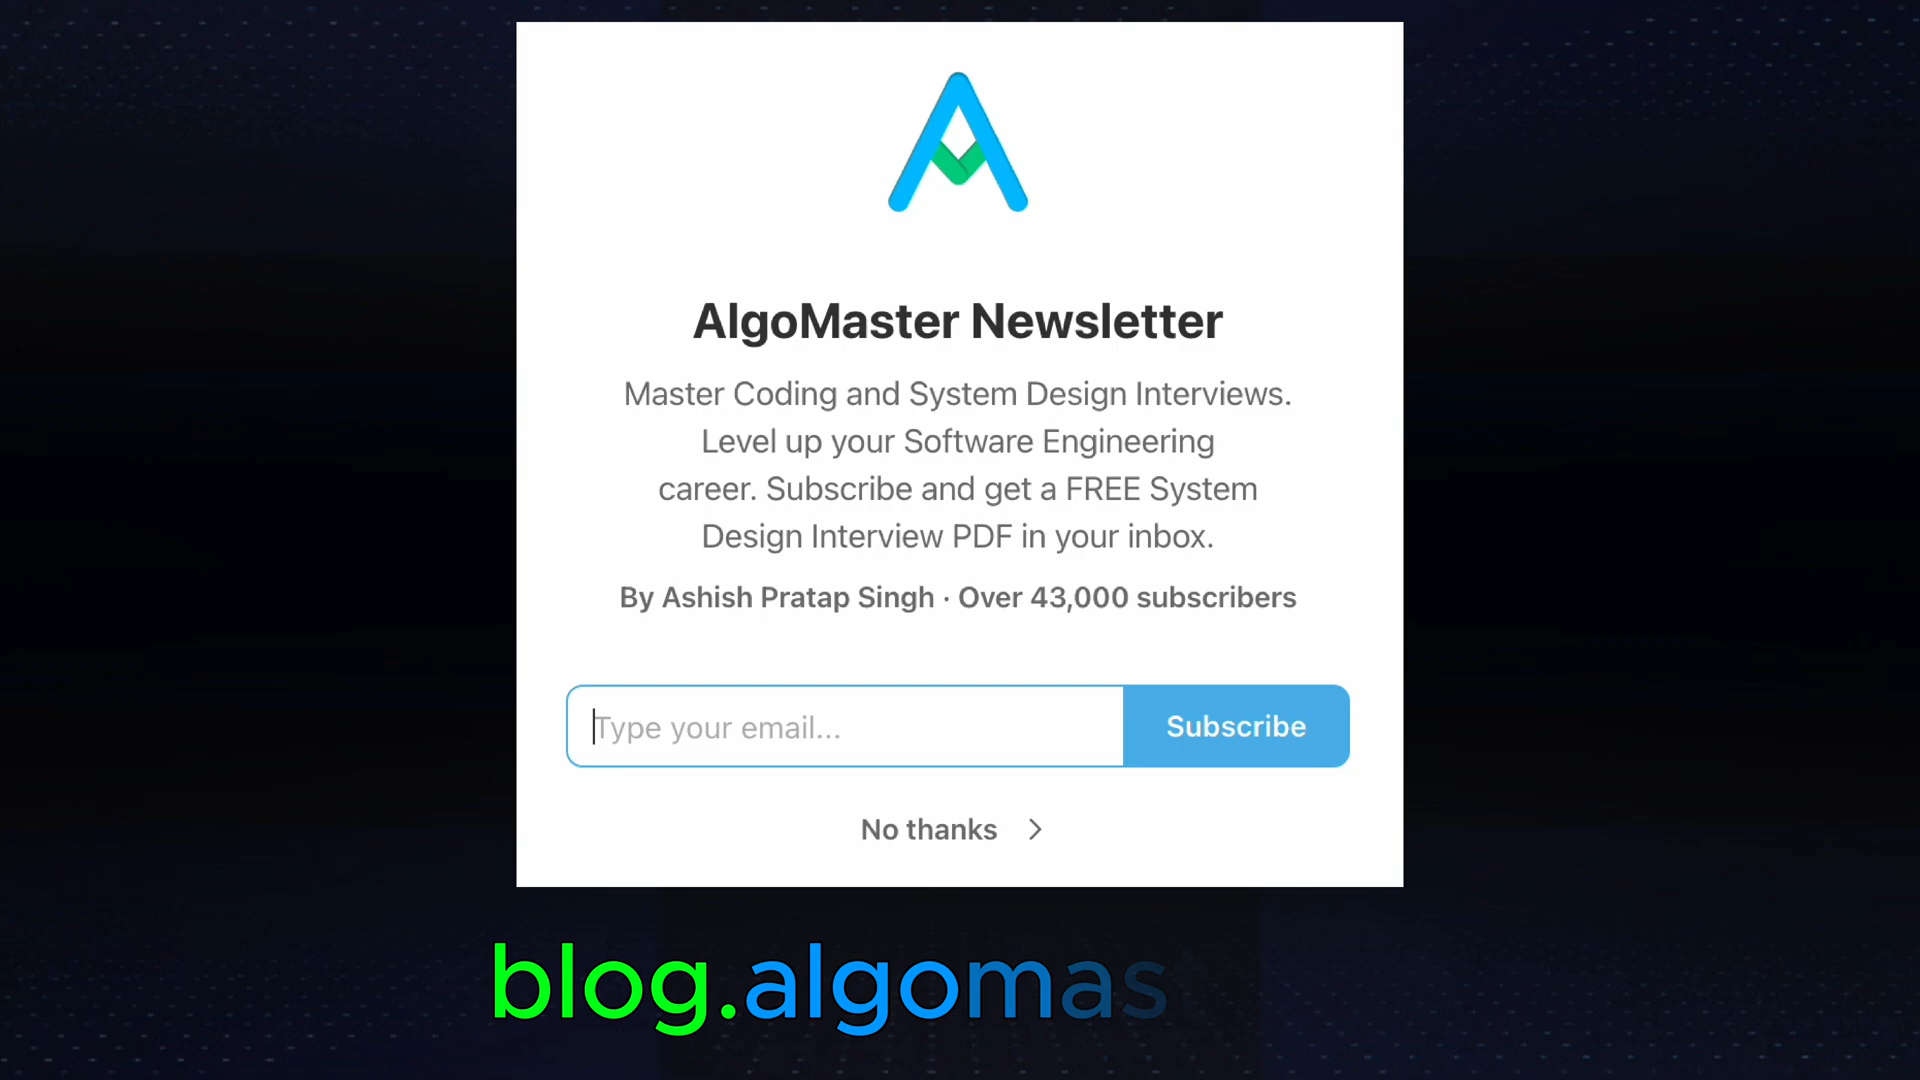 AlgoMaster Newsletter
Master Coding and System Design Interviews.
Level up your Software Engineering
career. Subscribe and get a FREE System
Design Interview PDF in your inbox.
By Ashish Pratap Singh · Over 43,000 subscribers
Type your email...
Subscribe
No thanks
blog.algomas